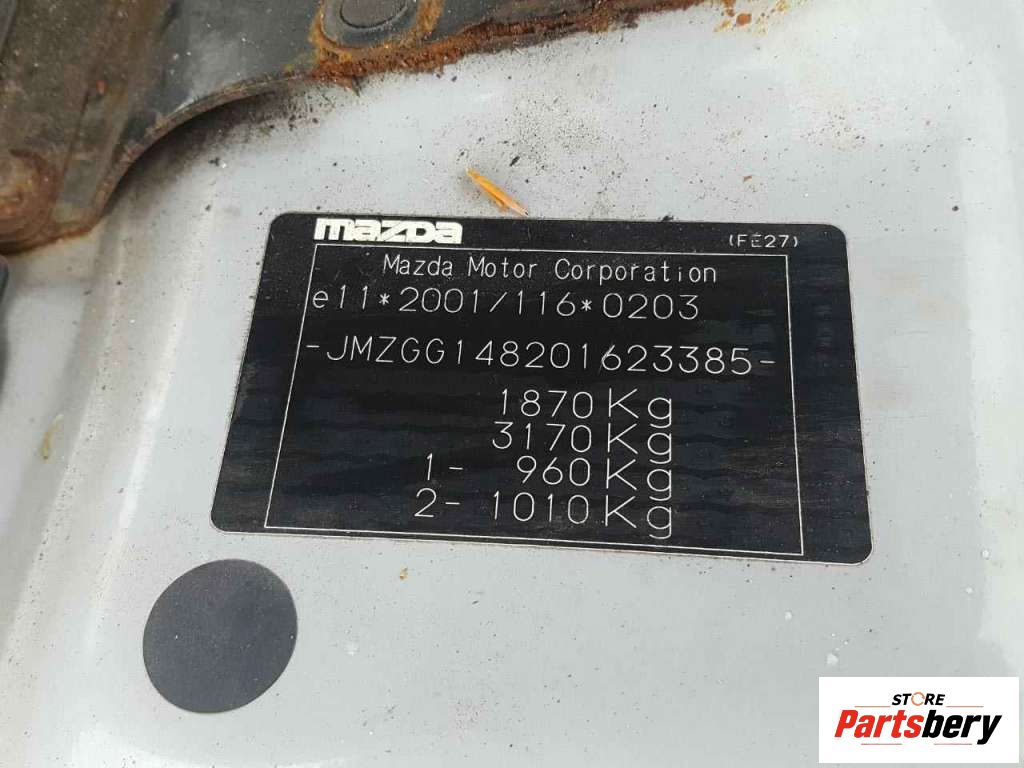 mazda
(FE27)
Mazda Motor Corporation
e11*2001/116*0203
-JMZGG148201623385-
1870Kg
3170Kg
1- 960Kg
2- 1010Kg
STORE
Partsbery